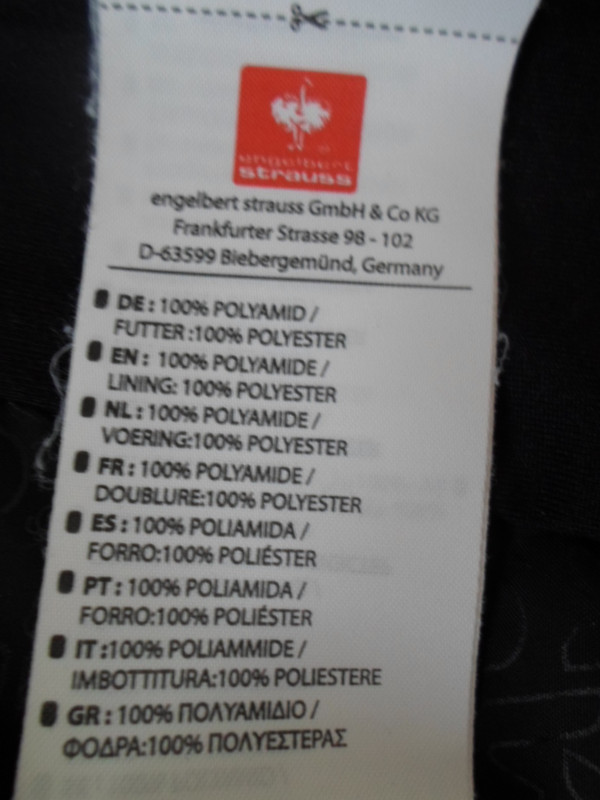 engelbert
strauss
engelbert strauss GmbH & Co KG
Frankfurter Strasse 98 - 102
D-63599 Biebergemünd, Germany
DE : 100% POLYAMID /
FUTTER :100% POLYESTER
EN : 100% POLYAMIDE /
LINING: 100% POLYESTER
NL : 100% POLYAMIDE /
VOERING:100% POLYESTER
FR : 100% POLYAMIDE /
DOUBLURE:100% POLYESTER
ES : 100% POLIAMIDA /
FORRO:100% POLIÉSTER
PT : 100% POLIAMIDA /
FORRO:100% POLIÉSTER
IT :100% POLIAMMIDE /
IMBOTTITURA:100% POLIESTERE
GR : 100% ΠΟΛΥΑΜΙΔΙΟ /
ΦΟΔΡΑ:100% ΠΟΛΥΕΣΤΕΡΑΣ